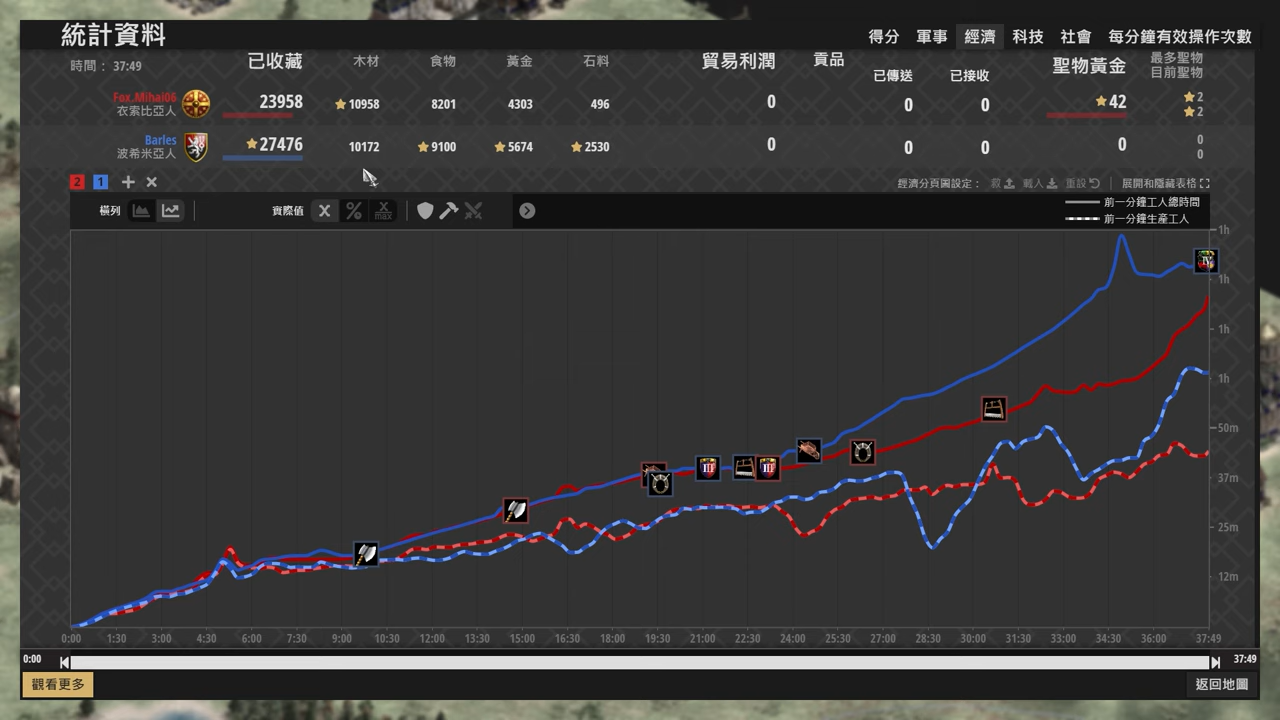 統計資料
得分 軍事 經濟 科技 社會 每分鐘有效操作次數
時間： 37:49
已收藏 木材 食物 黃金 石料 貿易利潤 貢品 已傳送 已接收 聖物黃金 最多聖物 目前聖物
Fox.Mihai06
衣索比亞人
23958 10958 8201 4303 496 0 0 0 42 2 2
Barles
波希米亞人
27476 10172 9100 5674 2530 0 0 0 0 0 0
2 1
經濟分頁圖設定： 載入 重設 展開和隱藏表格
橫列 實際值 X % X/max
前一分鐘工人總時間
前一分鐘生產工人
1h
1h
1h
1h
50m
37m
25m
12m
III III IV
0:00 1:30 3:00 4:30 6:00 7:30 9:00 10:30 12:00 13:30 15:00 16:30 18:00 19:30 21:00 22:30 24:00 25:30 27:00 28:30 30:00 31:30 33:00 34:30 36:00 37:49
0:00 37:49
觀看更多 返回地圖